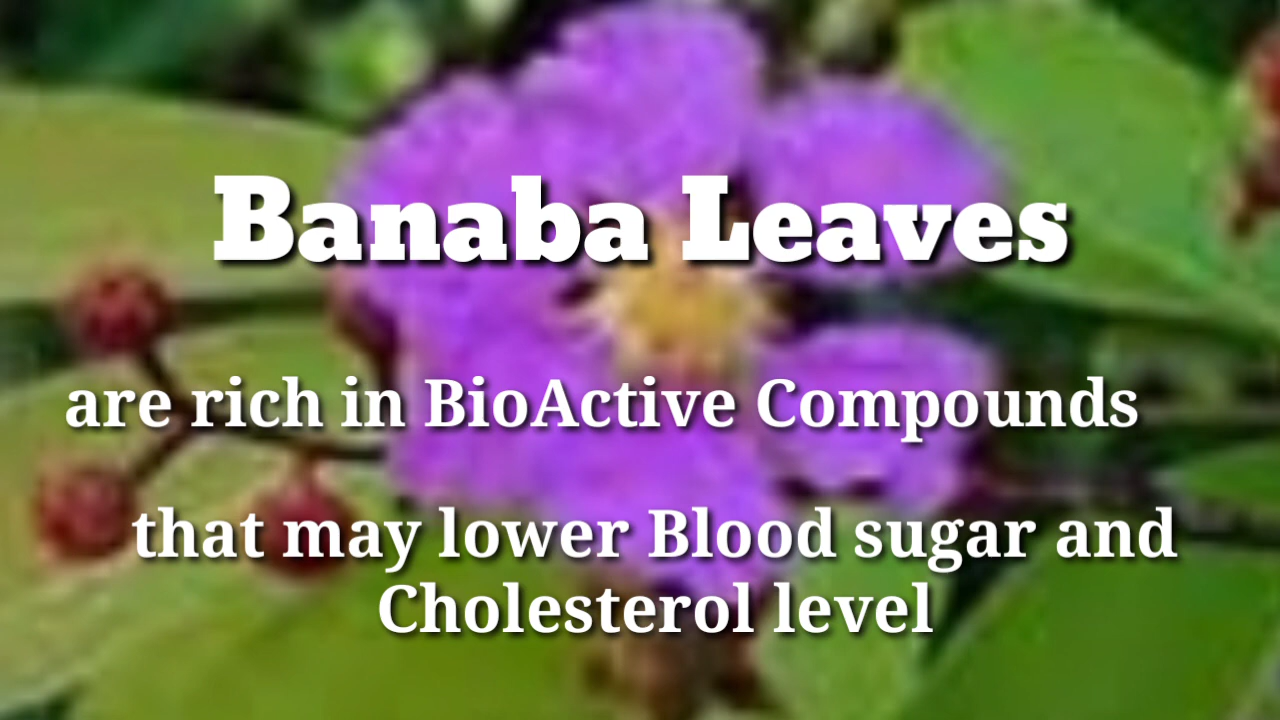 Banaba Leaves
are rich in BioActive Compounds
that may lower Blood sugar and
Cholesterol level